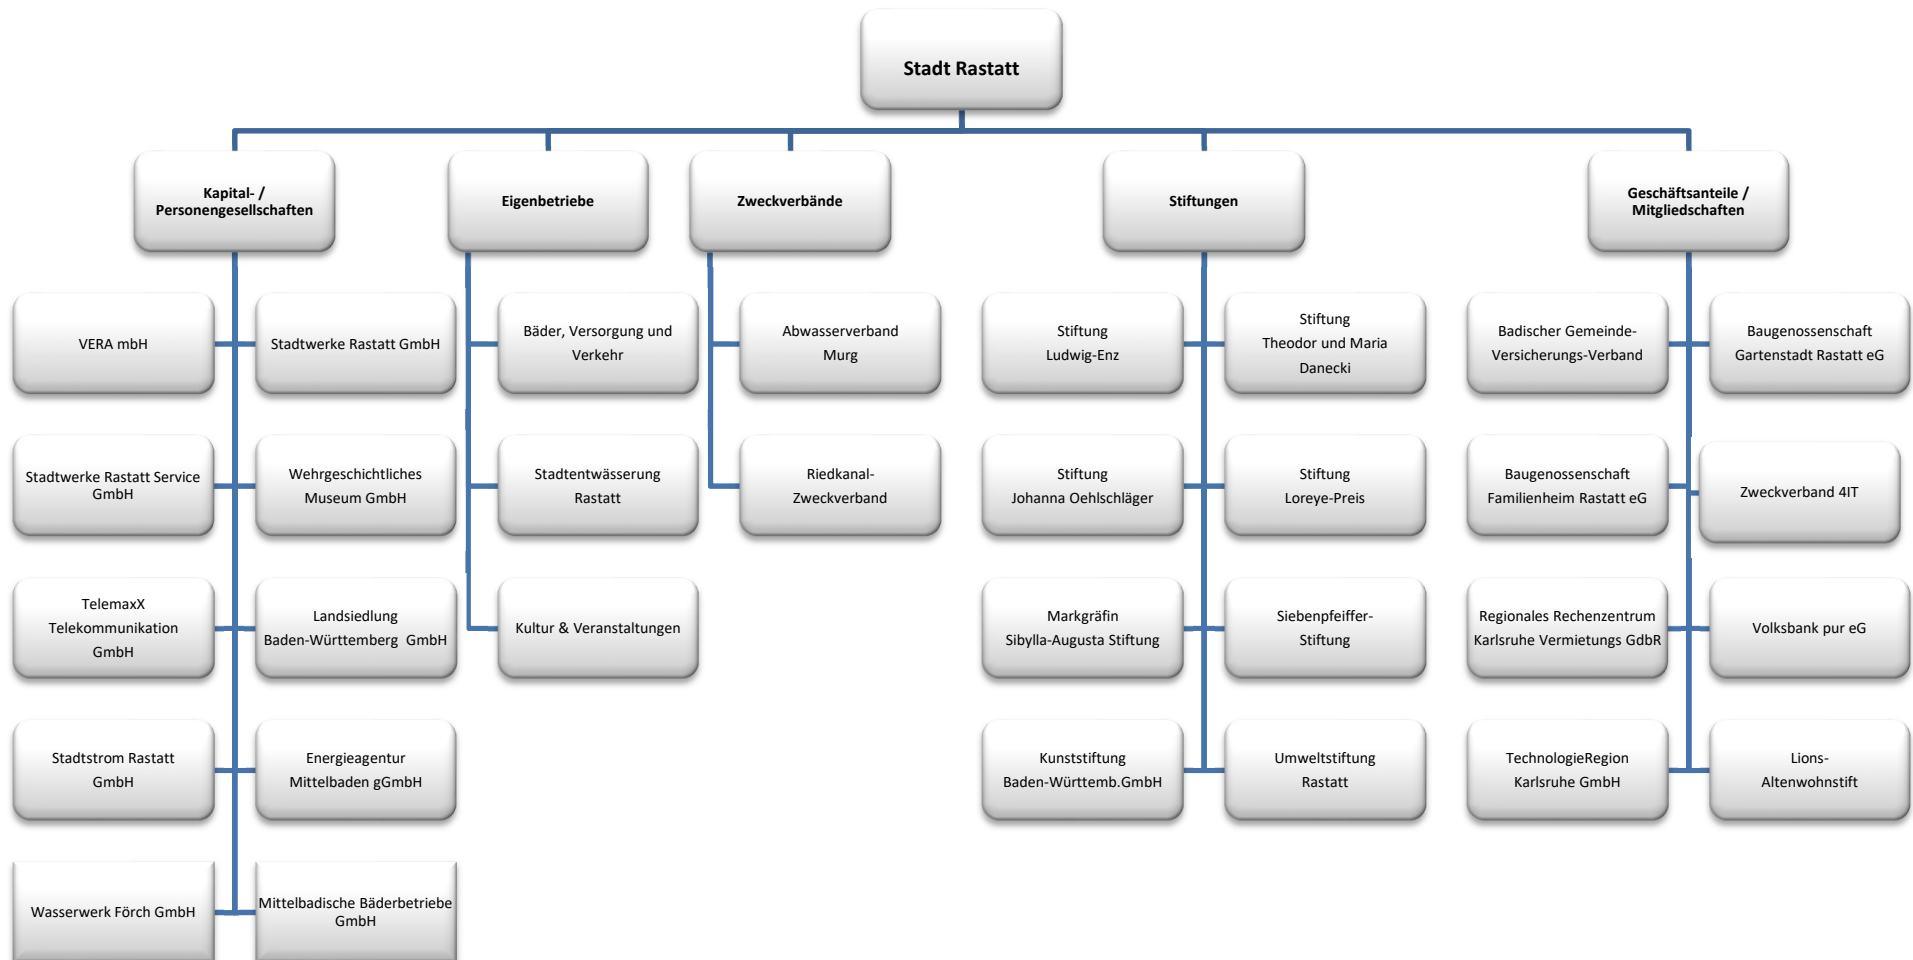 Stadt Rastatt
Kapital- /
Personengesellschaften
Eigenbetriebe
Zweckverbände
Stiftungen
Geschäftsanteile /
Mitgliedschaften
VERA mbH
Stadtwerke Rastatt GmbH
Bäder, Versorgung und
Verkehr
Abwasserverband
Murg
Stiftung
Ludwig-Enz
Stiftung
Theodor und Maria
Danecki
Badischer Gemeinde-
Versicherungs-Verband
Baugenossenschaft
Gartenstadt Rastatt eG
Stadtwerke Rastatt Service
GmbH
Wehrgeschichtliches
Museum GmbH
Stadtentwässerung
Rastatt
Riedkanal-
Zweckverband
Stiftung
Johanna Oehlschläger
Stiftung
Loreye-Preis
Baugenossenschaft
Familienheim Rastatt eG
Zweckverband 4IT
TelemaxX
Telekommunikation
GmbH
Landsiedlung
Baden-Württemberg GmbH
Kultur & Veranstaltungen
Markgräfin
Sibylla-Augusta Stiftung
Siebenpfeiffer-
Stiftung
Regionales Rechenzentrum
Karlsruhe Vermietungs GdbR
Volksbank pur eG
Stadtstrom Rastatt
GmbH
Energieagentur
Mittelbaden gGmbH
Kunststiftung
Baden-Württemb.GmbH
Umweltstiftung
Rastatt
TechnologieRegion
Karlsruhe GmbH
Lions-
Altenwohnstift
Wasserwerk Förch GmbH
Mittelbadische Bäderbetriebe
GmbH